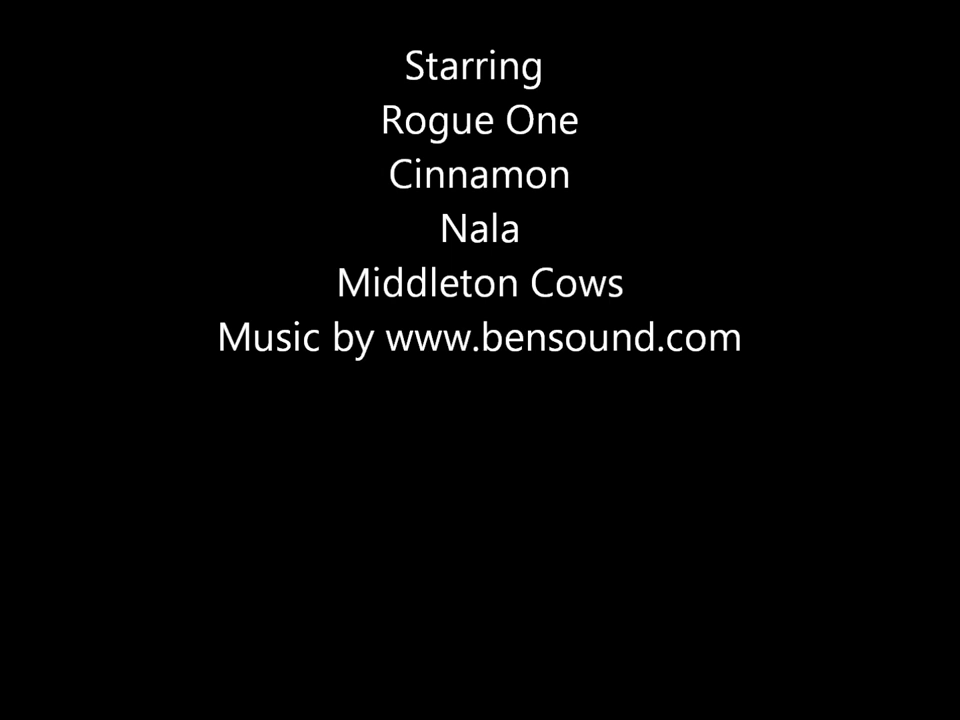 Starring
Rogue One
Cinnamon
Nala
Middleton Cows
Music by www.bensound.com